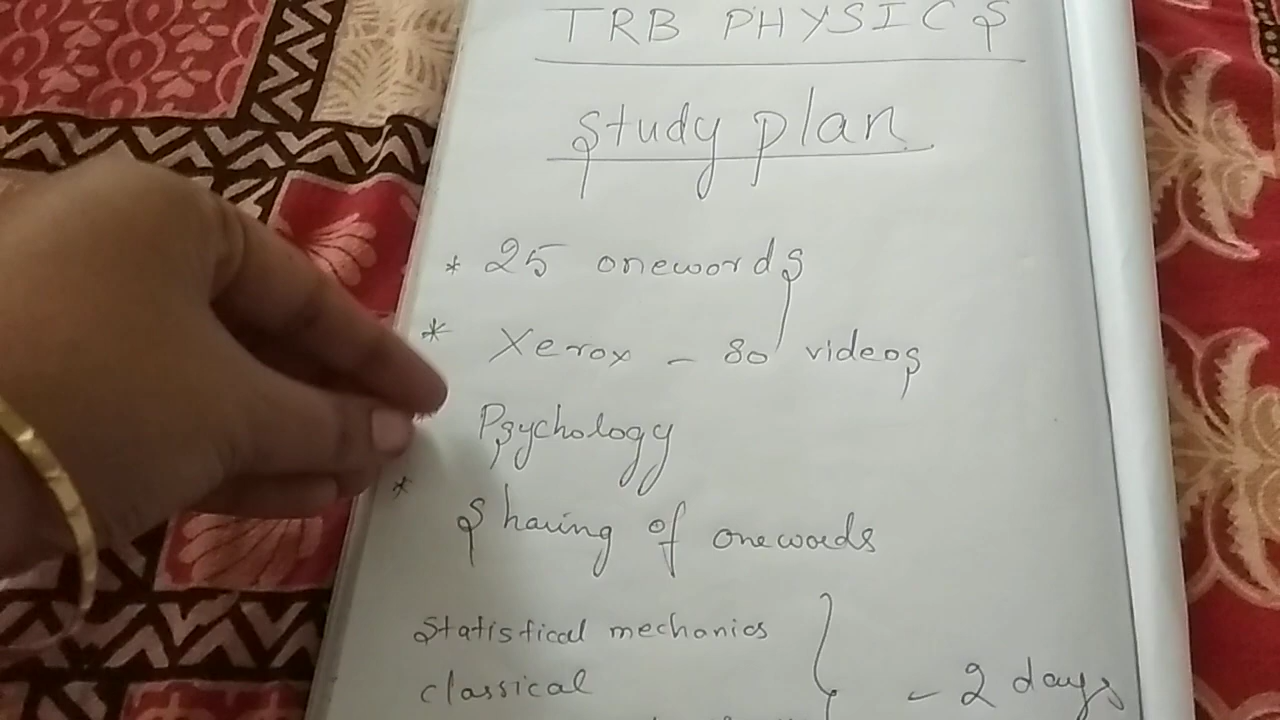 TRB PHYSICS
Study plan
* 25 onewords
* Xerox - 80 videos
* Psychology
* Sharing of onewords
Statistical mechanics
classical
- 2 days